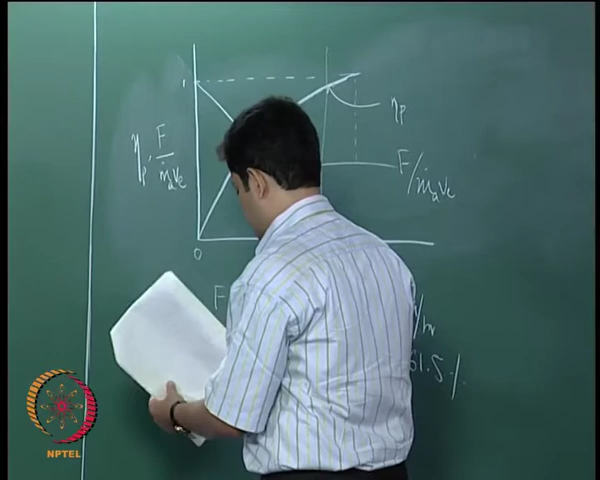 1
ηp
ηp, F/ṁₐvₑ
F/ṁₐvₑ
0
F
/hr
61.5 %
NPTEL